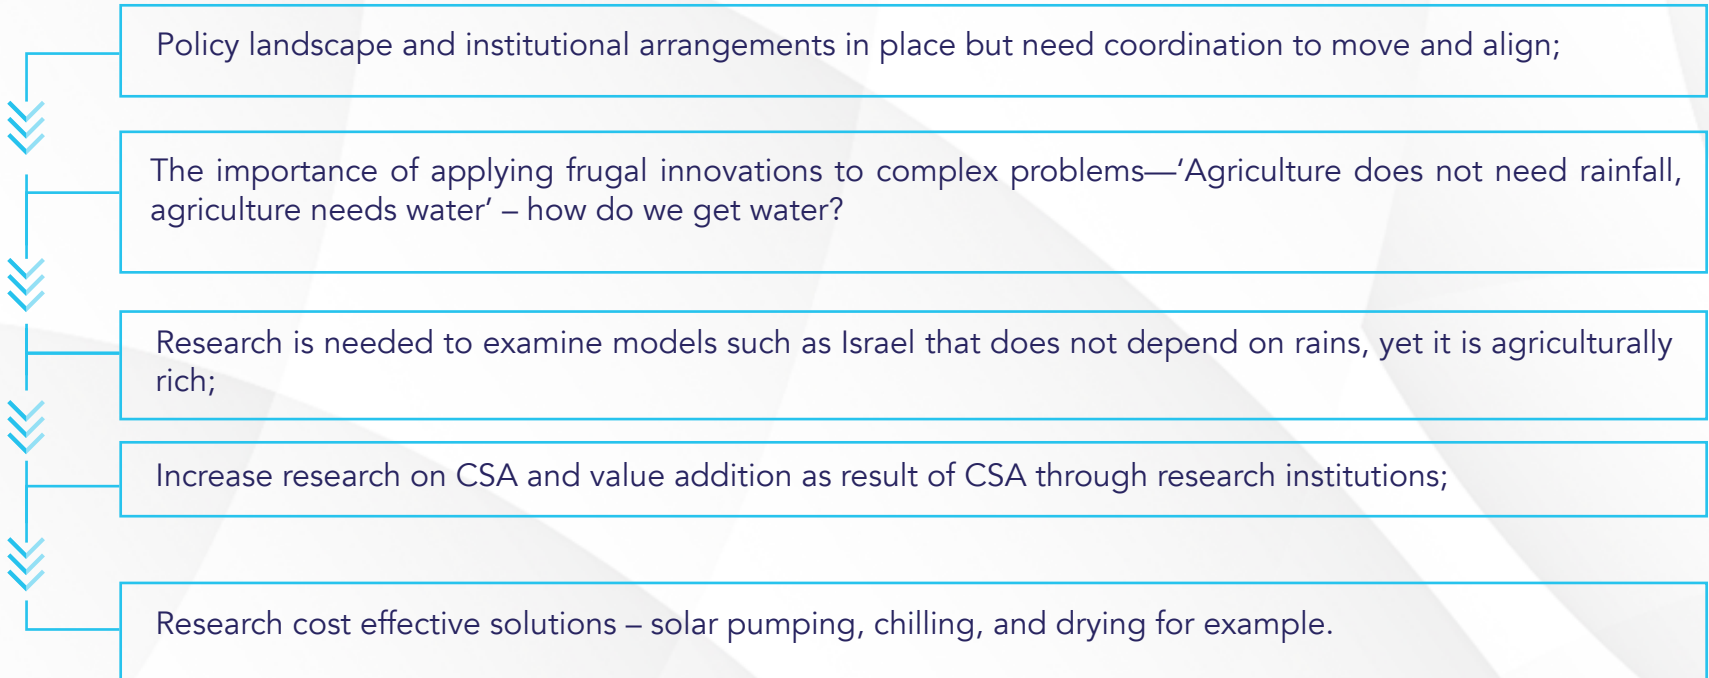 Policy landscape and institutional arrangements in place but need coordination to move and align;
The importance of applying frugal innovations to complex problems—‘Agriculture does not need rainfall,
agriculture needs water’ – how do we get water?
Research is needed to examine models such as Israel that does not depend on rains, yet it is agriculturally
rich;
Increase research on CSA and value addition as result of CSA through research institutions;
Research cost effective solutions – solar pumping, chilling, and drying for example.